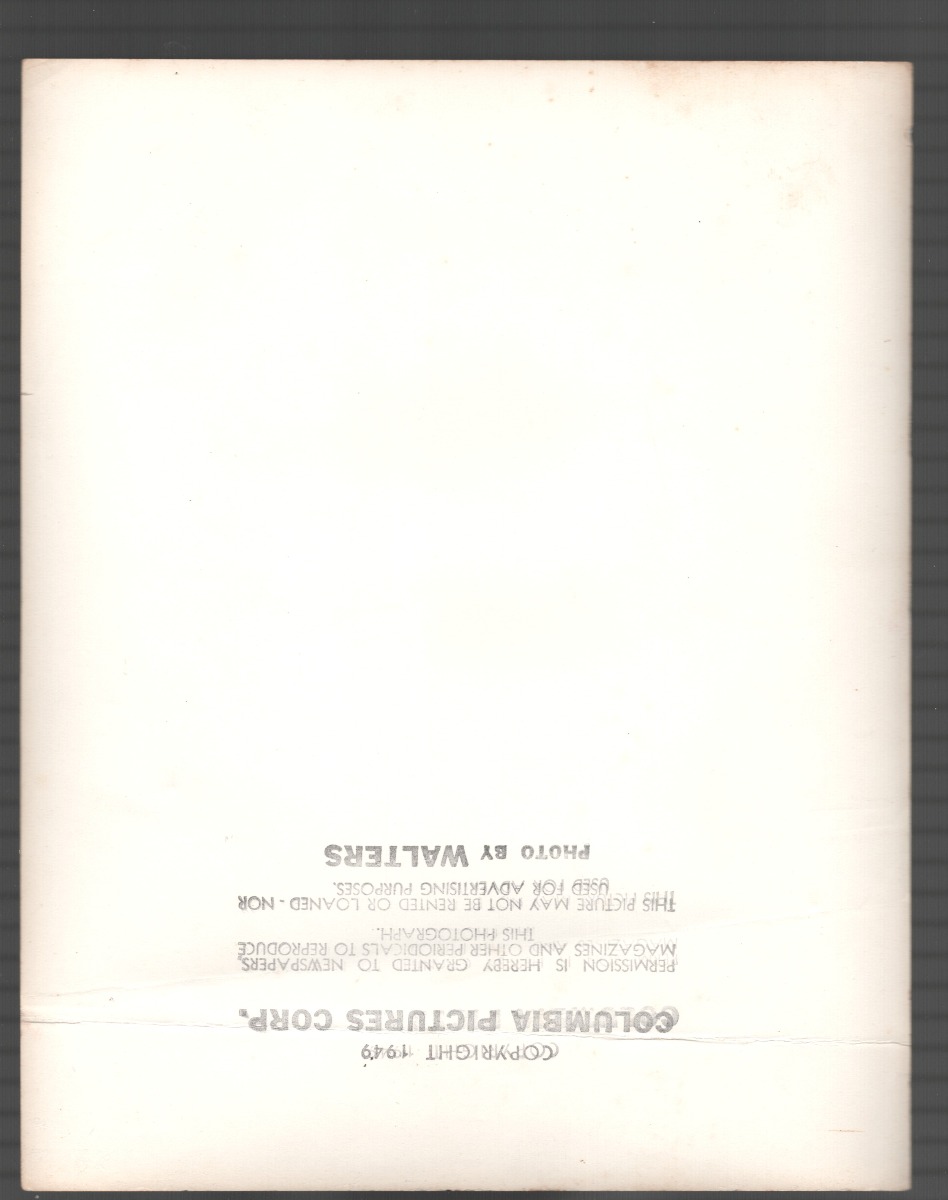 COPYRIGHT 1949
COLUMBIA PICTURES CORP.
PERMISSION IS HEREBY GRANTED TO NEWSPAPERS,
MAGAZINES AND OTHER PERIODICALS TO REPRODUCE
THIS PHOTOGRAPH.
THIS PICTURE MAY NOT BE RENTED OR LOANED - NOR
USED FOR ADVERTISING PURPOSES.
PHOTO BY WALTERS